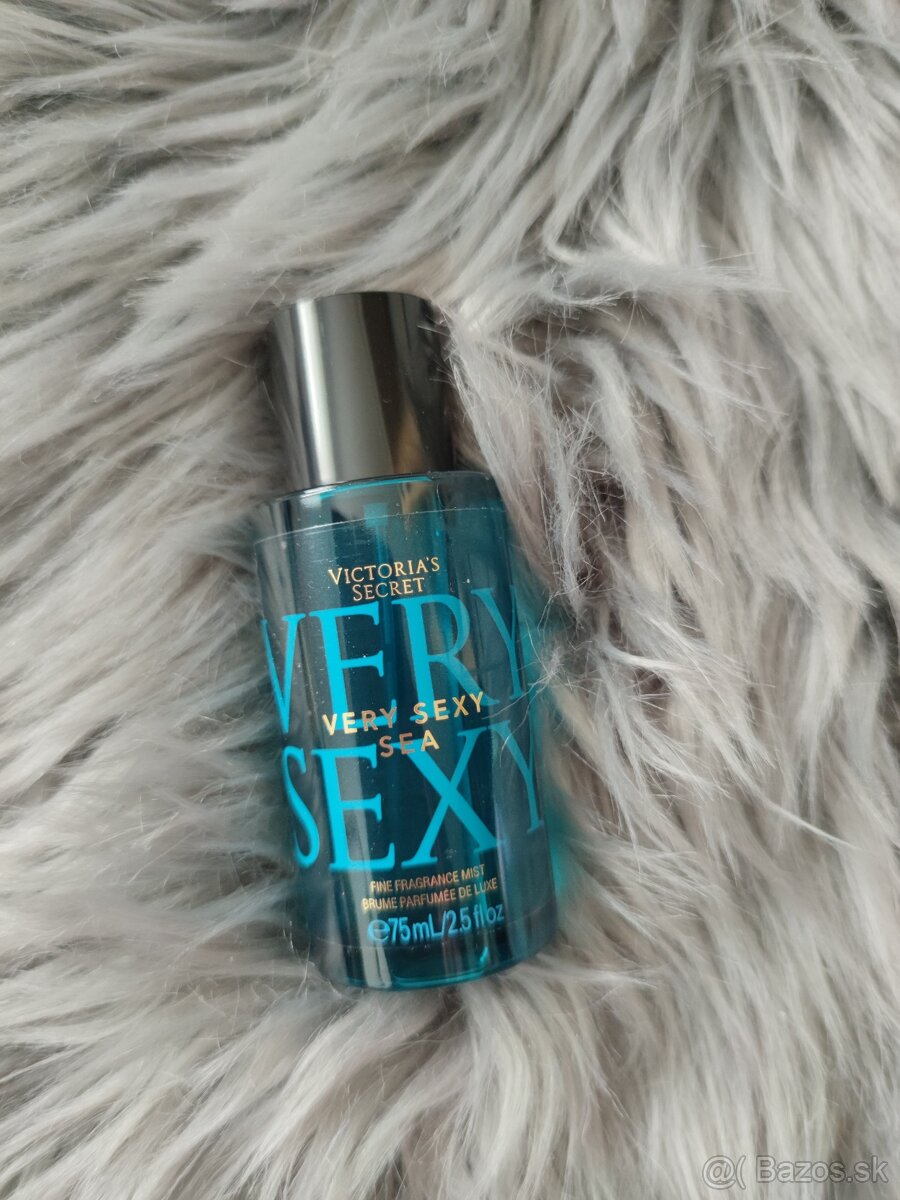 VICTORIA'S
SECRET
VERY
VERY SEXY
SEA
SEXY
FINE FRAGRANCE MIST
BRUME PARFUMÉE DE LUXE
℮75mL/2.5 fl oz
@( Bazos.sk